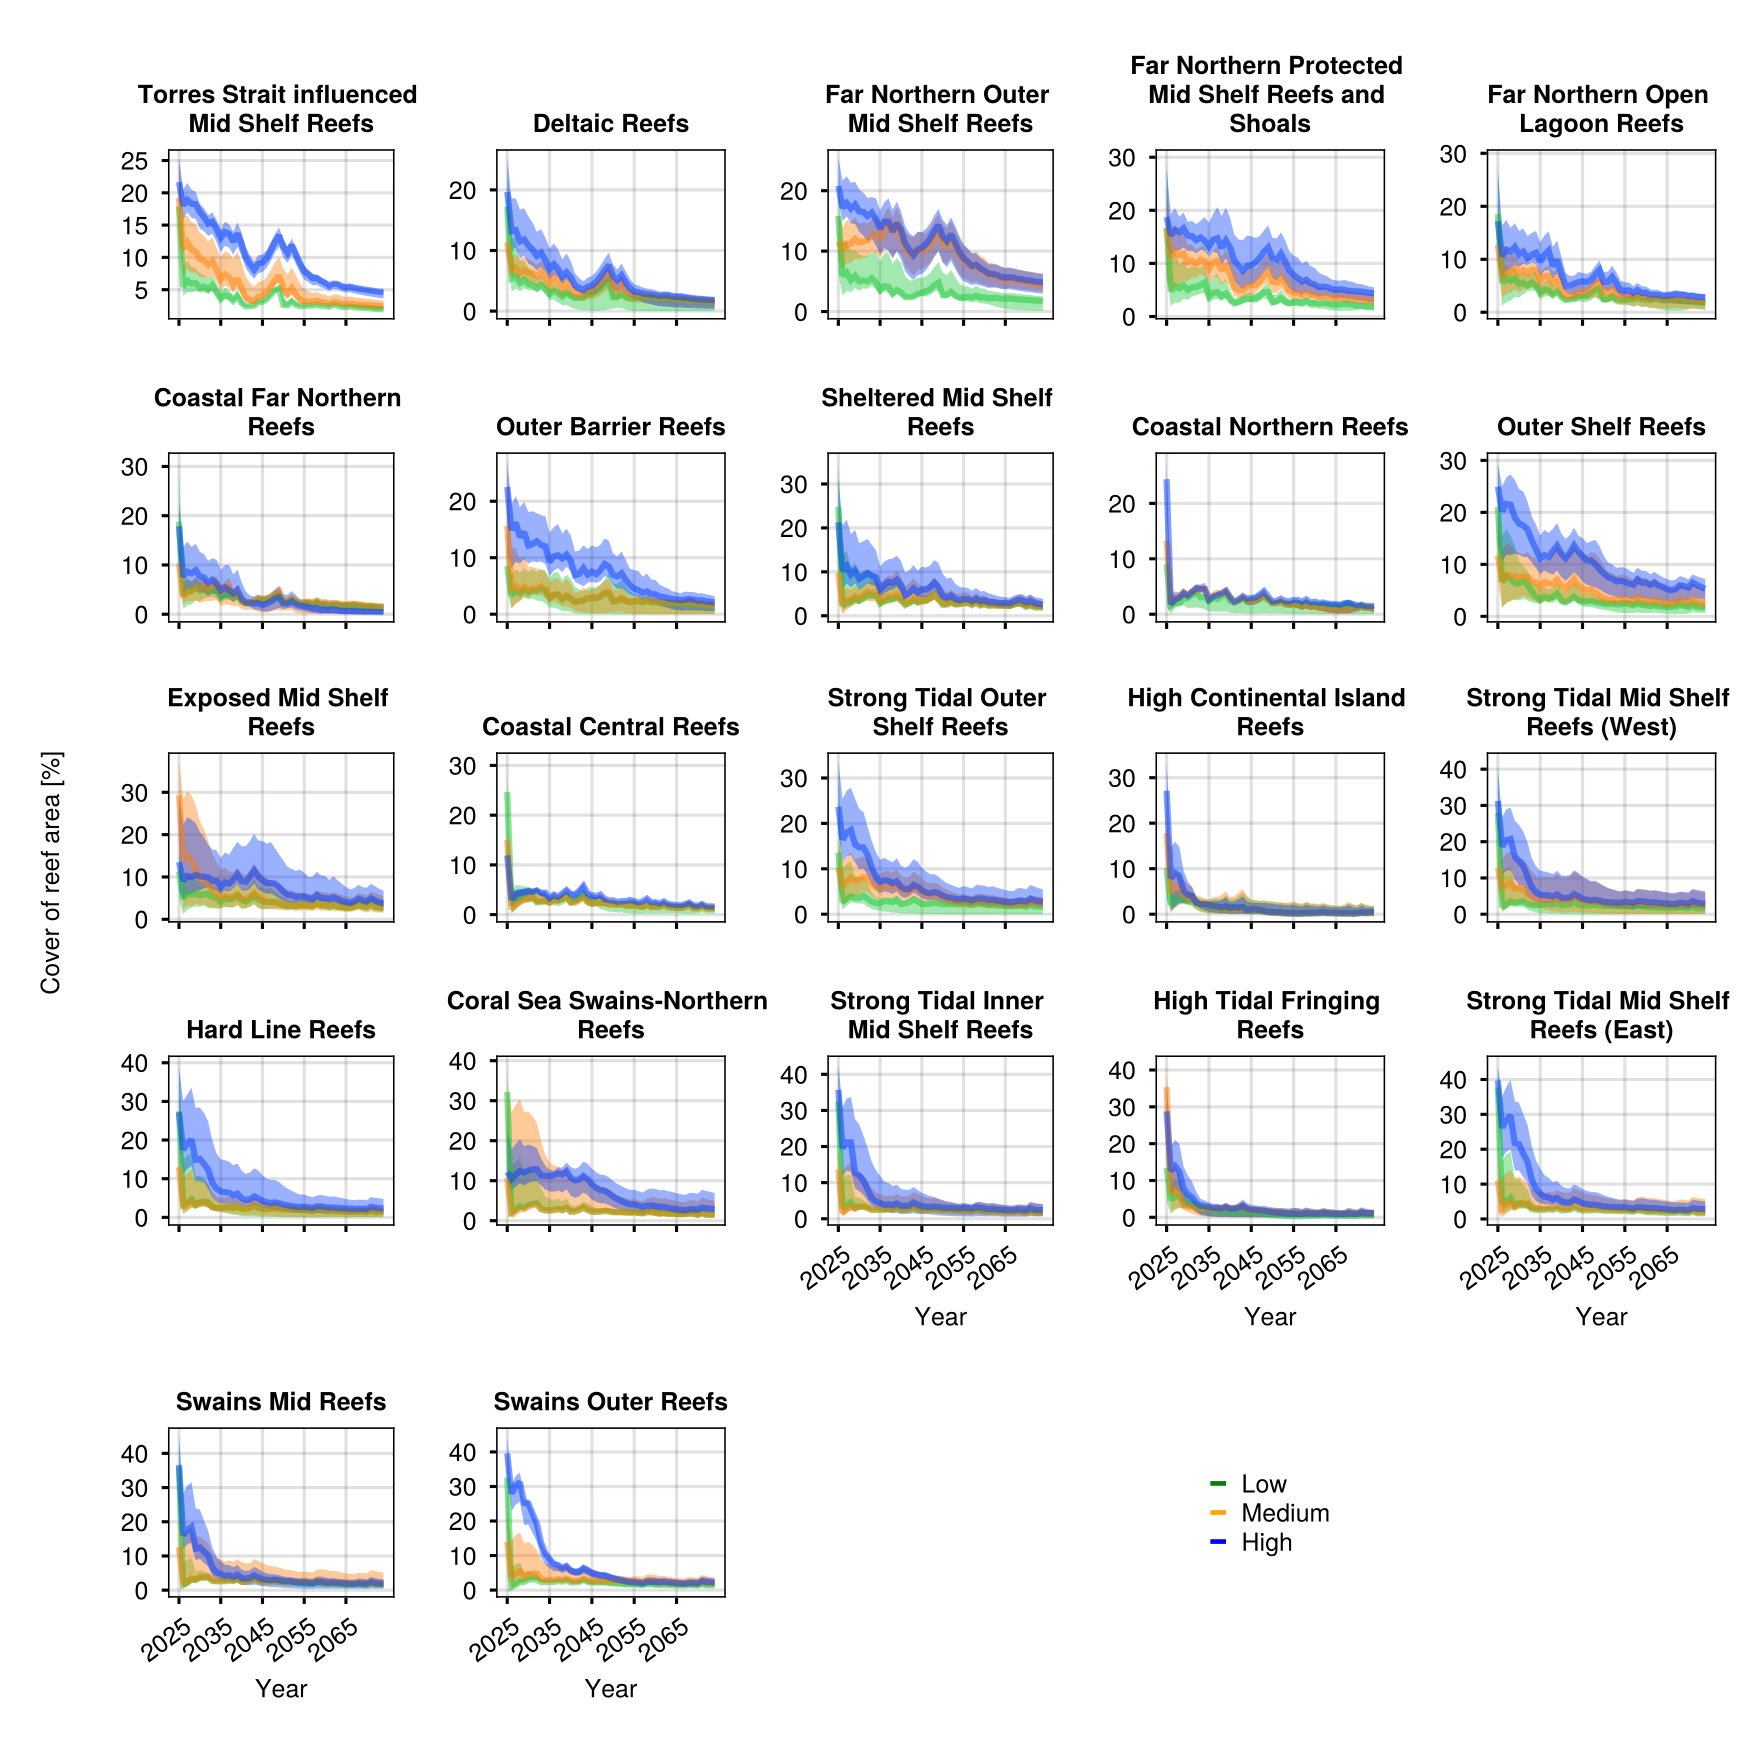 Torres Strait influenced
Mid Shelf Reefs
Deltaic Reefs
Far Northern Outer
Mid Shelf Reefs
Far Northern Protected
Mid Shelf Reefs and
Shoals
Far Northern Open
Lagoon Reefs
25
20
15
10
5
20
10
0
20
10
0
30
20
10
0
30
20
10
0
Coastal Far Northern
Reefs
Outer Barrier Reefs
Sheltered Mid Shelf
Reefs
Coastal Northern Reefs
Outer Shelf Reefs
30
20
10
0
20
10
0
30
20
10
0
20
10
0
30
20
10
0
Cover of reef area [%]
Exposed Mid Shelf
Reefs
Coastal Central Reefs
Strong Tidal Outer
Shelf Reefs
High Continental Island
Reefs
Strong Tidal Mid Shelf
Reefs (West)
30
20
10
0
30
20
10
0
30
20
10
0
30
20
10
0
40
30
20
10
0
Hard Line Reefs
Coral Sea Swains-Northern
Reefs
Strong Tidal Inner
Mid Shelf Reefs
High Tidal Fringing
Reefs
Strong Tidal Mid Shelf
Reefs (East)
40
30
20
10
0
40
30
20
10
0
40
30
20
10
0
2025 2035 2045 2055 2065
Year
40
30
20
10
0
2025 2035 2045 2055 2065
Year
40
30
20
10
0
2025 2035 2045 2055 2065
Year
Swains Mid Reefs
40
30
20
10
0
2025 2035 2045 2055 2065
Year
Swains Outer Reefs
40
30
20
10
0
2025 2035 2045 2055 2065
Year
Low
Medium
High